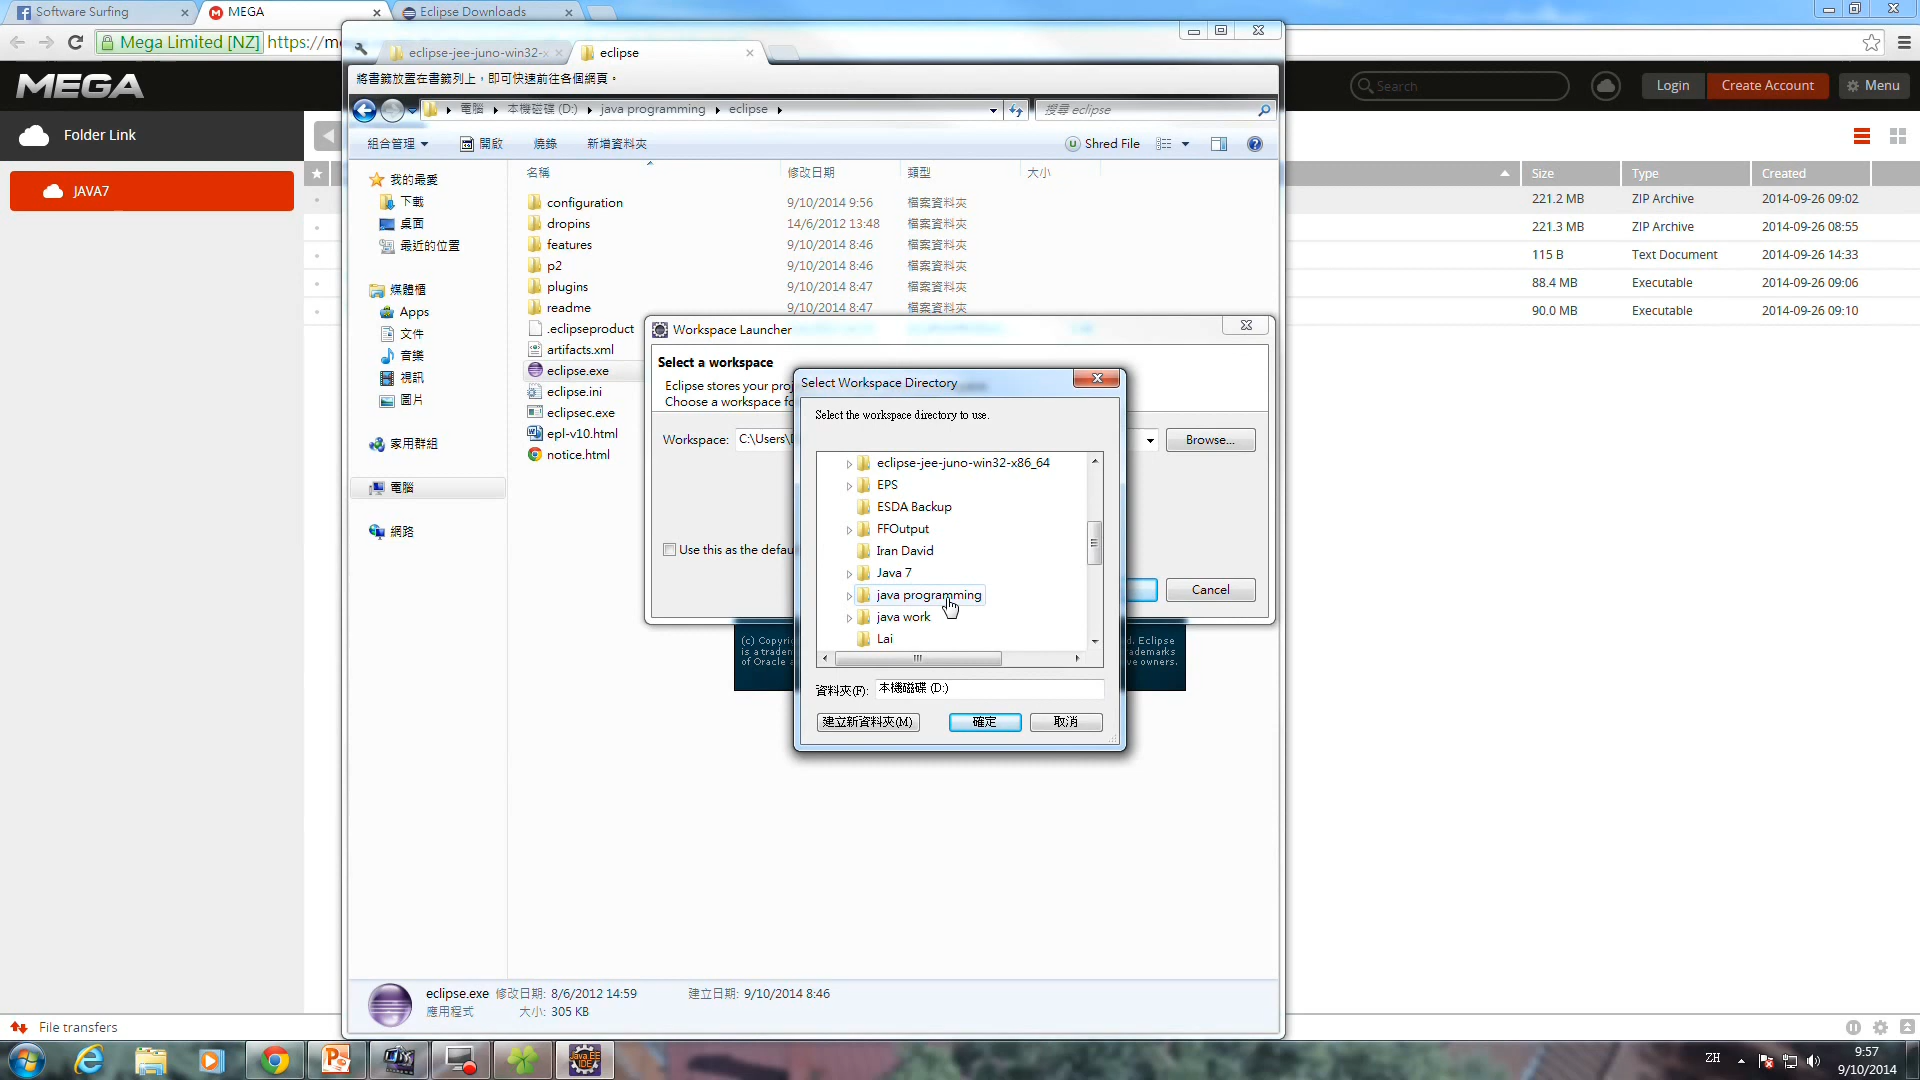 Software Surfing
MEGA
Eclipse Downloads
Mega Limited [NZ]
https://me
eclipse-jee-juno-win32-x
eclipse
將書籤放置在書籤列上，即可快速前往各個網頁。
MEGA
Search
Login
Create Account
Menu
電腦
本機磁碟 (D:)
java programming
eclipse
搜尋 eclipse
Folder Link
組合管理
開啟
燒錄
新增資料夾
Shred File
名稱
修改日期
類型
大小
Size
Type
Created
JAVA7
我的最愛
下載
桌面
最近的位置
媒體櫃
Apps
文件
音樂
視訊
圖片
家用群組
電腦
網路
configuration 9/10/2014 9:56 檔案資料夾
dropins 14/6/2012 13:48 檔案資料夾
features 9/10/2014 8:46 檔案資料夾
p2 9/10/2014 8:46 檔案資料夾
plugins 9/10/2014 8:47 檔案資料夾
readme 9/10/2014 8:47 檔案資料夾
.eclipseproduct
artifacts.xml
eclipse.exe
eclipse.ini
eclipsec.exe
epl-v10.html
notice.html
221.2 MB ZIP Archive 2014-09-26 09:02
221.3 MB ZIP Archive 2014-09-26 08:55
115 B Text Document 2014-09-26 14:33
88.4 MB Executable 2014-09-26 09:06
90.0 MB Executable 2014-09-26 09:10
Workspace Launcher
Select a workspace
Eclipse stores your proj
Choose a workspace fo
Workspace:
C:\Users\
Browse...
Use this as the defau
Cancel
Select Workspace Directory
Select the workspace directory to use.
eclipse-jee-juno-win32-x86_64
EPS
ESDA Backup
FFOutput
Iran David
Java 7
java programming
java work
Lai
資料夾(F):
本機磁碟 (D:)
建立新資料夾(M)
確定
取消
(c) Copyri
is a traden
of Oracle a
d. Eclipse
ademarks
ve owners.
eclipse.exe 修改日期: 8/6/2012 14:59 建立日期: 9/10/2014 8:46
應用程式 大小: 305 KB
File transfers
Java EE
IDE
ZH
9:57
9/10/2014